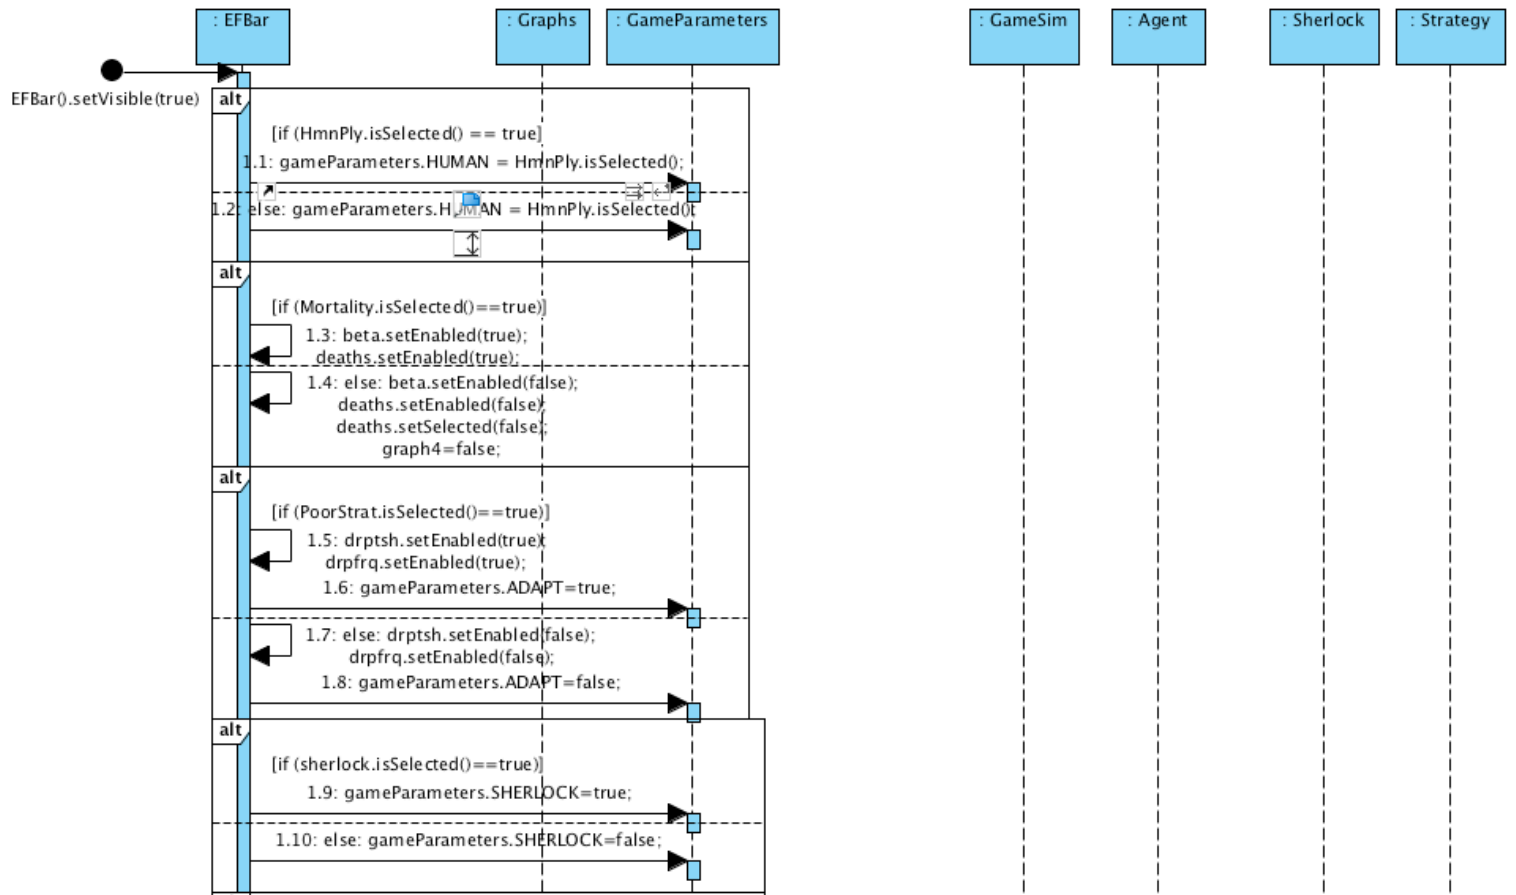 : EFBar
: Graphs
: GameParameters
: GameSim
: Agent
: Sherlock
: Strategy
EFBar().setVisible(true)
alt
[if (HmnPly.isSelected() == true]
1.1: gameParameters.HUMAN = HmnPly.isSelected();
1.2: else: gameParameters.HUMAN = HmnPly.isSelected();
alt
[if (Mortality.isSelected()==true)]
1.3: beta.setEnabled(true);
deaths.setEnabled(true);
1.4: else: beta.setEnabled(false);
deaths.setEnabled(false);
deaths.setSelected(false);
graph4=false;
alt
[if (PoorStrat.isSelected()==true)]
1.5: drptsh.setEnabled(true);
drpfrq.setEnabled(true);
1.6: gameParameters.ADAPT=true;
1.7: else: drptsh.setEnabled(false);
drpfrq.setEnabled(false);
1.8: gameParameters.ADAPT=false;
alt
[if (sherlock.isSelected()==true)]
1.9: gameParameters.SHERLOCK=true;
1.10: else: gameParameters.SHERLOCK=false;